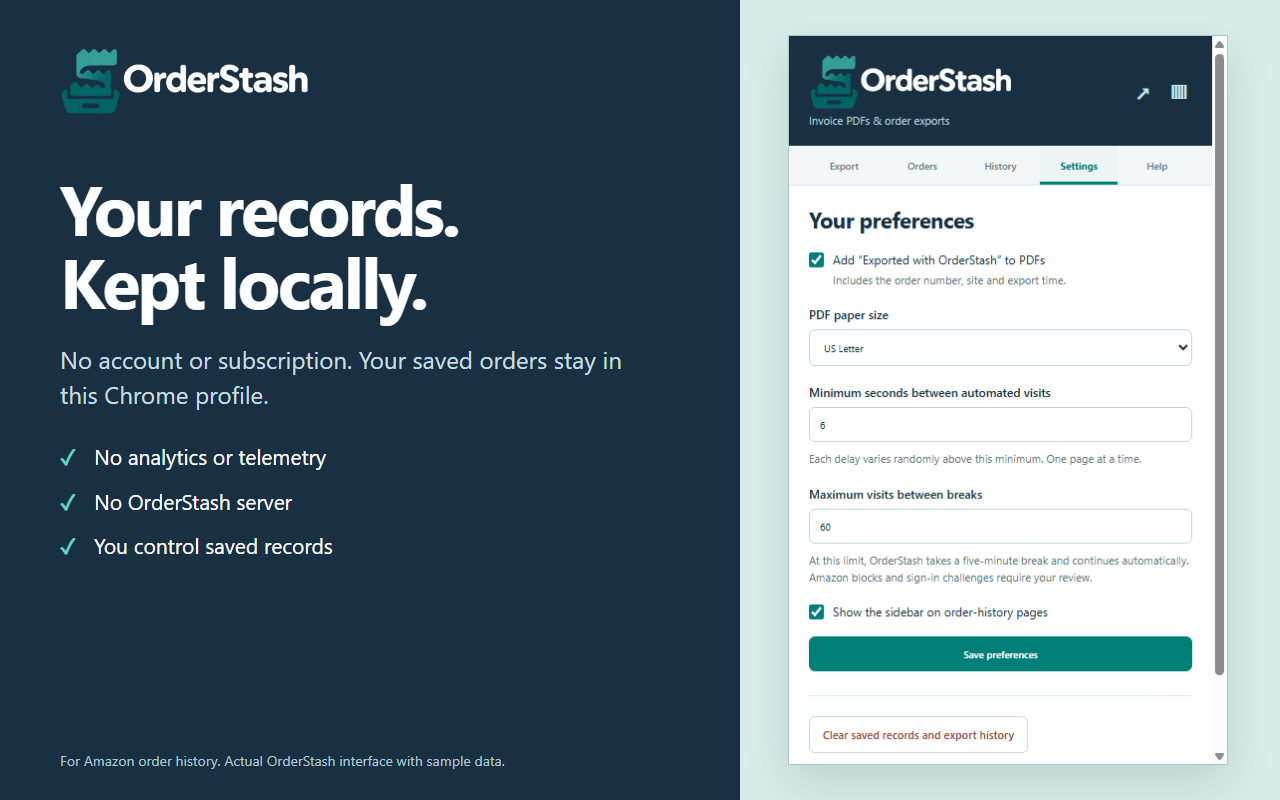 OrderStash
Your records.
Kept locally.
No account or subscription. Your saved orders stay in
this Chrome profile.
✓ No analytics or telemetry
✓ No OrderStash server
✓ You control saved records
For Amazon order history. Actual OrderStash interface with sample data.
OrderStash
Invoice PDFs & order exports
Export Orders History Settings Help
Your preferences
Add “Exported with OrderStash” to PDFs
Includes the order number, site and export time.
PDF paper size
US Letter
Minimum seconds between automated visits
6
Each delay varies randomly above this minimum. One page at a time.
Maximum visits between breaks
60
At this limit, OrderStash takes a five-minute break and continues automatically.
Amazon blocks and sign-in challenges require your review.
Show the sidebar on order-history pages
Save preferences
Clear saved records and export history